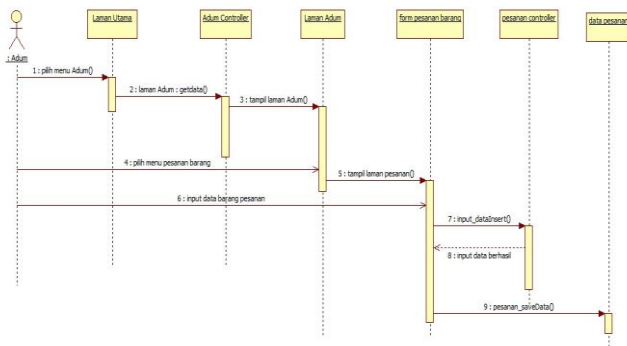 Laman Utama
Adum Controller
Laman Adum
form pesanan barang
pesanan controller
data pesanan
: Adum
1 : pilih menu Adum()
2 : laman Adum : getdata()
3 : tampil laman Adum()
4 : pilih menu pesanan barang
5 : tampil laman pesanan()
6 : input data barang pesanan
7 : input_dataInsert()
8 : input data berhasil
9 : pesanan_saveData()